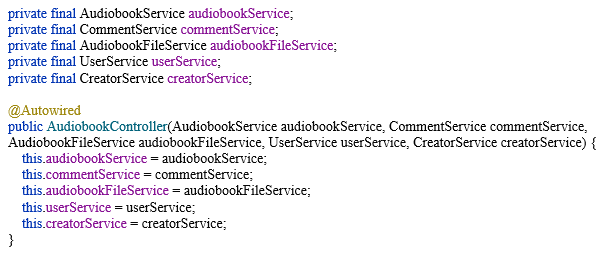 private final AudiobookService audiobookService;
private final CommentService commentService;
private final AudiobookFileService audiobookFileService;
private final UserService userService;
private final CreatorService creatorService;
@Autowired
public AudiobookController(AudiobookService audiobookService, CommentService commentService,
AudiobookFileService audiobookFileService, UserService userService, CreatorService creatorService) {
this.audiobookService = audiobookService;
this.commentService = commentService;
this.audiobookFileService = audiobookFileService;
this.userService = userService;
this.creatorService = creatorService;
}